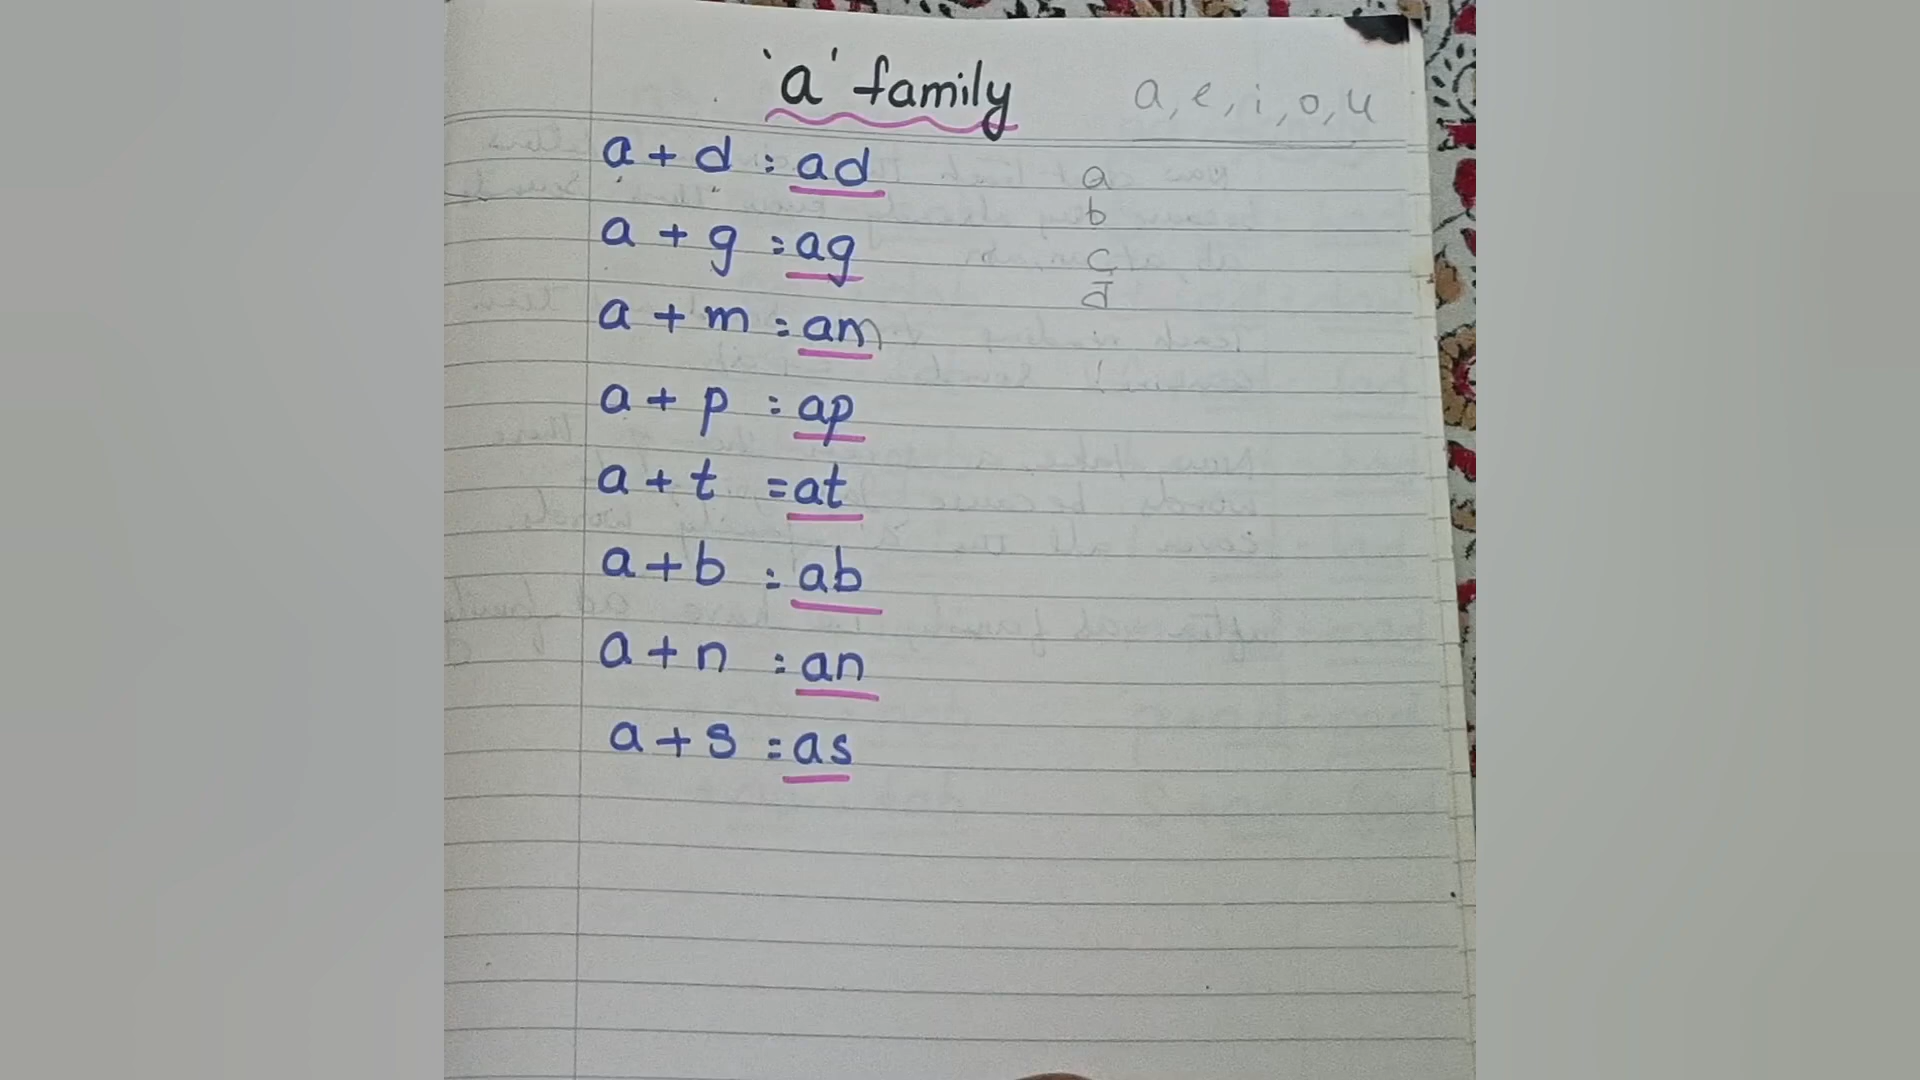 'a' family
a, e, i, o, u
a + d = ad
a + g = ag
a + m = am
a + p = ap
a + t = at
a + b = ab
a + n = an
a + s = as
a
b
c
d